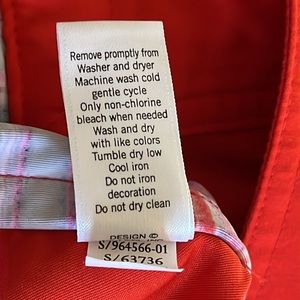 Remove promptly from
Washer and dryer
Machine wash cold
gentle cycle
Only non-chlorine
bleach when needed
Wash and dry
with like colors
Tumble dry low
Cool iron
Do not iron
decoration
Do not dry clean
DESIGN ©
S/964566-01
S/63736